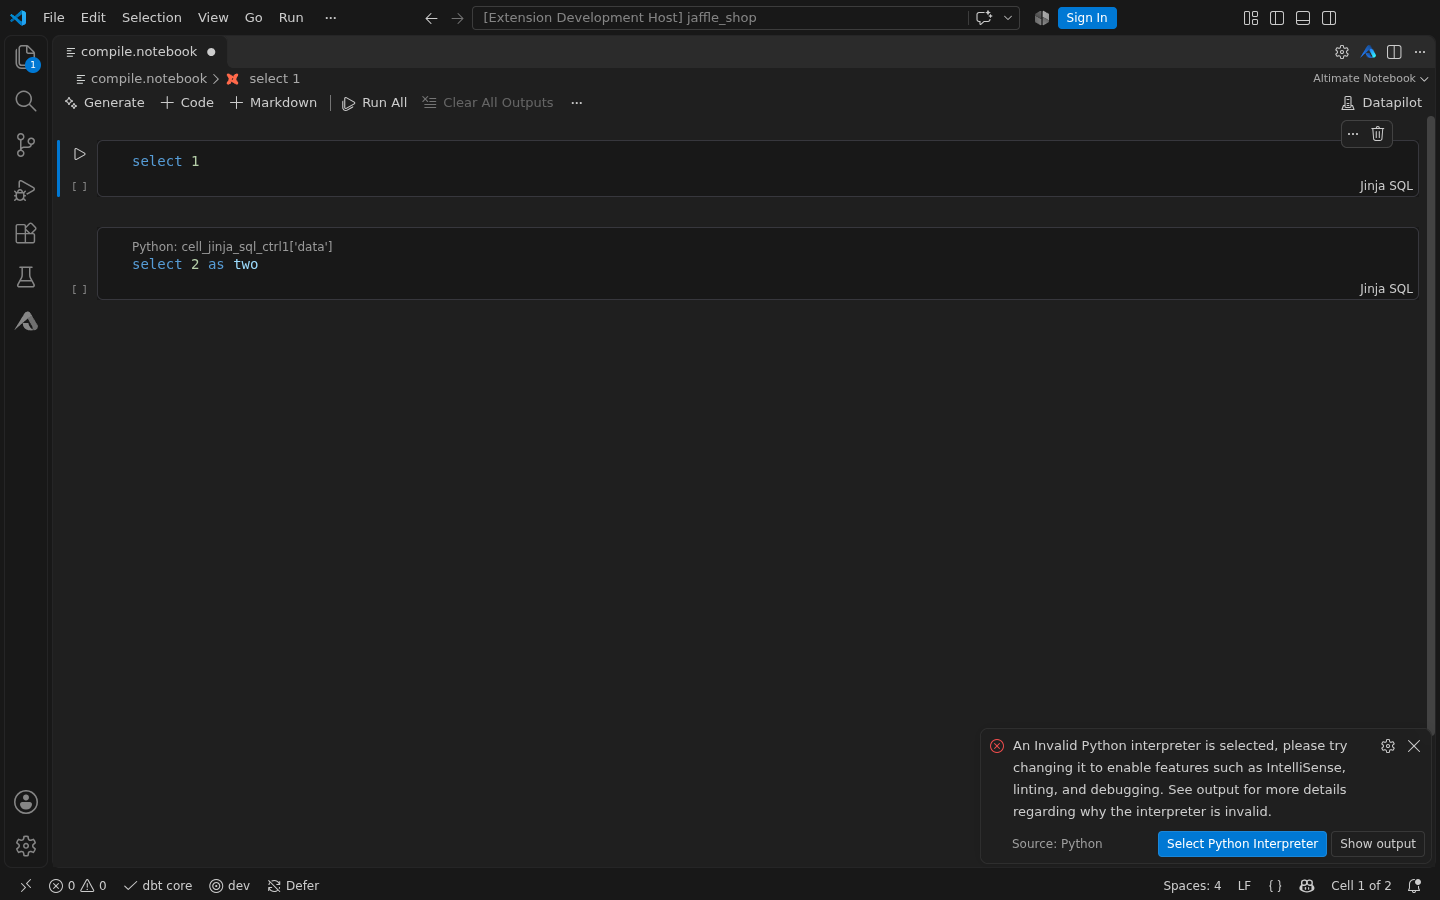 File Edit Selection View Go Run ···
[Extension Development Host] jaffle_shop
Sign In
compile.notebook
1
compile.notebook > select 1
Altimate Notebook
Generate Code Markdown Run All Clear All Outputs ···
Datapilot
select 1
[ ]
Jinja SQL
Python: cell_jinja_sql_ctrl1['data']
select 2 as two
[ ]
Jinja SQL
An Invalid Python interpreter is selected, please try
changing it to enable features such as IntelliSense,
linting, and debugging. See output for more details
regarding why the interpreter is invalid.
Source: Python
Select Python Interpreter
Show output
0 0 dbt core dev Defer
Spaces: 4 LF { } Cell 1 of 2